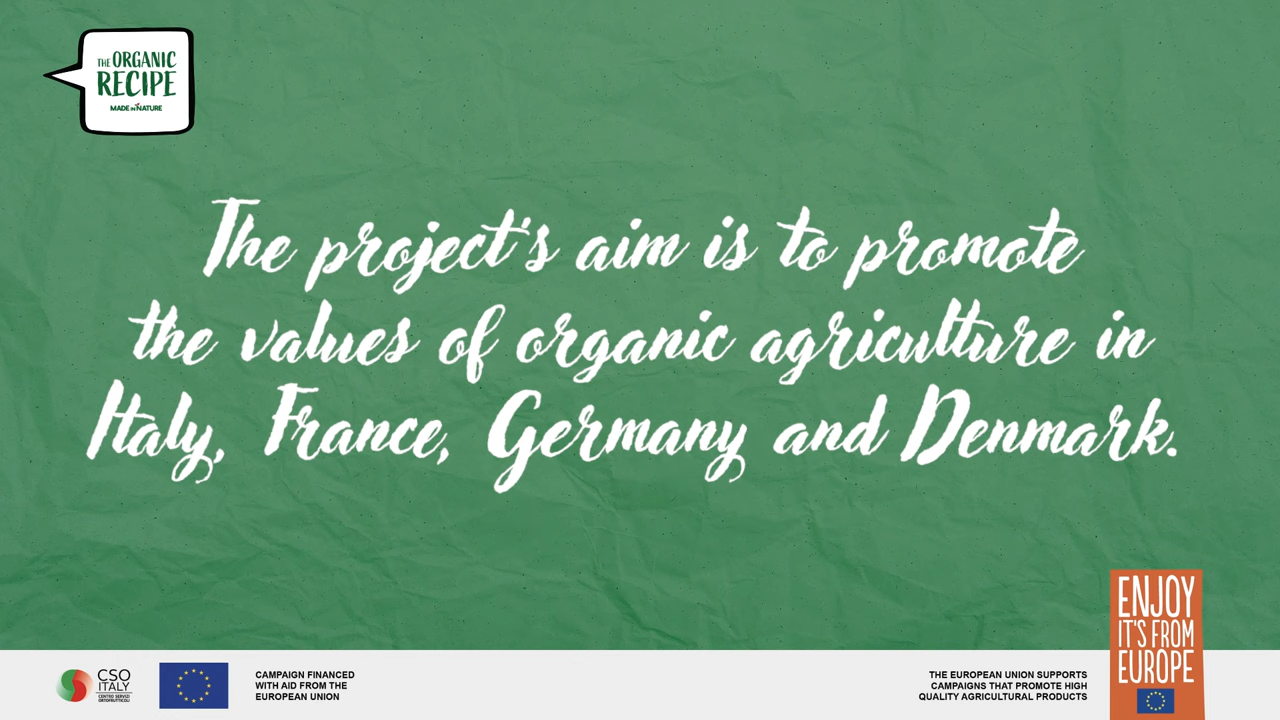 THE ORGANIC
RECIPE
MADE IN NATURE
The project's aim is to promote
the values of organic agriculture in
Italy, France, Germany and Denmark.
CSO
ITALY
CENTRO SERVIZI
ORTOFRUTTICOLI
CAMPAIGN FINANCED
WITH AID FROM THE
EUROPEAN UNION
THE EUROPEAN UNION SUPPORTS
CAMPAIGNS THAT PROMOTE HIGH
QUALITY AGRICULTURAL PRODUCTS
ENJOY
IT'S FROM
EUROPE